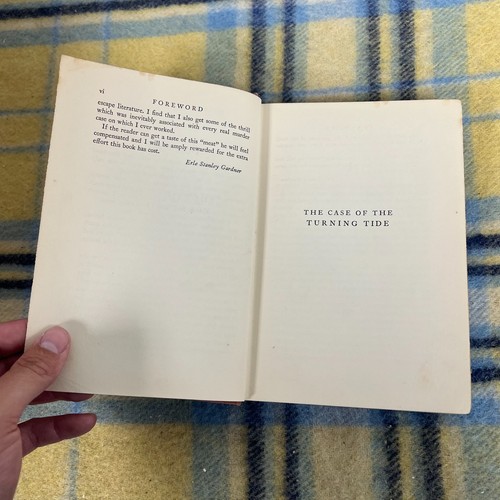 vi
FOREWORD
escape literature. I find that I also get some of the thrill
which was inevitably associated with every real murder
case on which I ever worked.
If the reader can get a taste of this "meat" he will feel
compensated and I will be amply rewarded for the extra
effort this book has cost.
Erle Stanley Gardner
THE CASE OF THE
TURNING TIDE